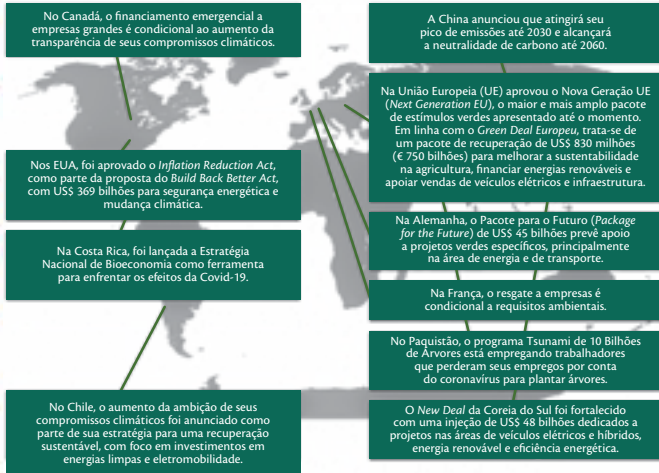 No Canadá, o financiamento emergencial a
empresas grandes é condicional ao aumento da
transparência de seus compromissos climáticos.
Nos EUA, foi aprovado o Inflation Reduction Act,
como parte da proposta do Build Back Better Act,
com US$ 369 bilhões para segurança energética e
mudança climática.
Na Costa Rica, foi lançada a Estratégia
Nacional de Bioeconomia como ferramenta
para enfrentar os efeitos da Covid-19.
No Chile, o aumento da ambição de seus
compromissos climáticos foi anunciado como
parte de sua estratégia para uma recuperação
sustentável, com foco em investimentos em
energias limpas e eletromobilidade.
A China anunciou que atingirá seu
pico de emissões até 2030 e alcançará
a neutralidade de carbono até 2060.
Na União Europeia (UE) aprovou o Nova Geração UE
(Next Generation EU), o maior e mais amplo pacote
de estímulos verdes apresentado até o momento.
Em linha com o Green Deal Europeu, trata-se de
um pacote de recuperação de US$ 830 milhões
(€ 750 bilhões) para melhorar a sustentabilidade
na agricultura, financiar energias renováveis e
apoiar vendas de veículos elétricos e infraestrutura.
Na Alemanha, o Pacote para o Futuro (Package
for the Future) de US$ 45 bilhões prevê apoio
a projetos verdes específicos, principalmente
na área de energia e de transporte.
Na França, o resgate a empresas é
condicional a requisitos ambientais.
No Paquistão, o programa Tsunami de 10 Bilhões
de Árvores está empregando trabalhadores
que perderam seus empregos por conta
do coronavírus para plantar árvores.
O New Deal da Coreia do Sul foi fortalecido
com uma injeção de US$ 48 bilhões dedicados a
projetos nas áreas de veículos elétricos e híbridos,
energia renovável e eficiência energética.